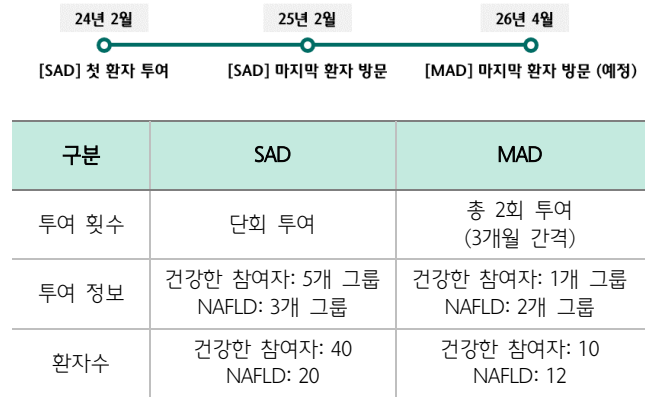 24년 2월 25년 2월 26년 4월
[SAD] 첫 환자 투여 [SAD] 마지막 환자 방문 [MAD] 마지막 환자 방문 (예정)
구분 SAD MAD
투여 횟수 단회 투여 총 2회 투여
(3개월 간격)
투여 정보 건강한 참여자: 5개 그룹 건강한 참여자: 1개 그룹
NAFLD: 3개 그룹 NAFLD: 2개 그룹
환자수 건강한 참여자: 40 건강한 참여자: 10
NAFLD: 20 NAFLD: 12